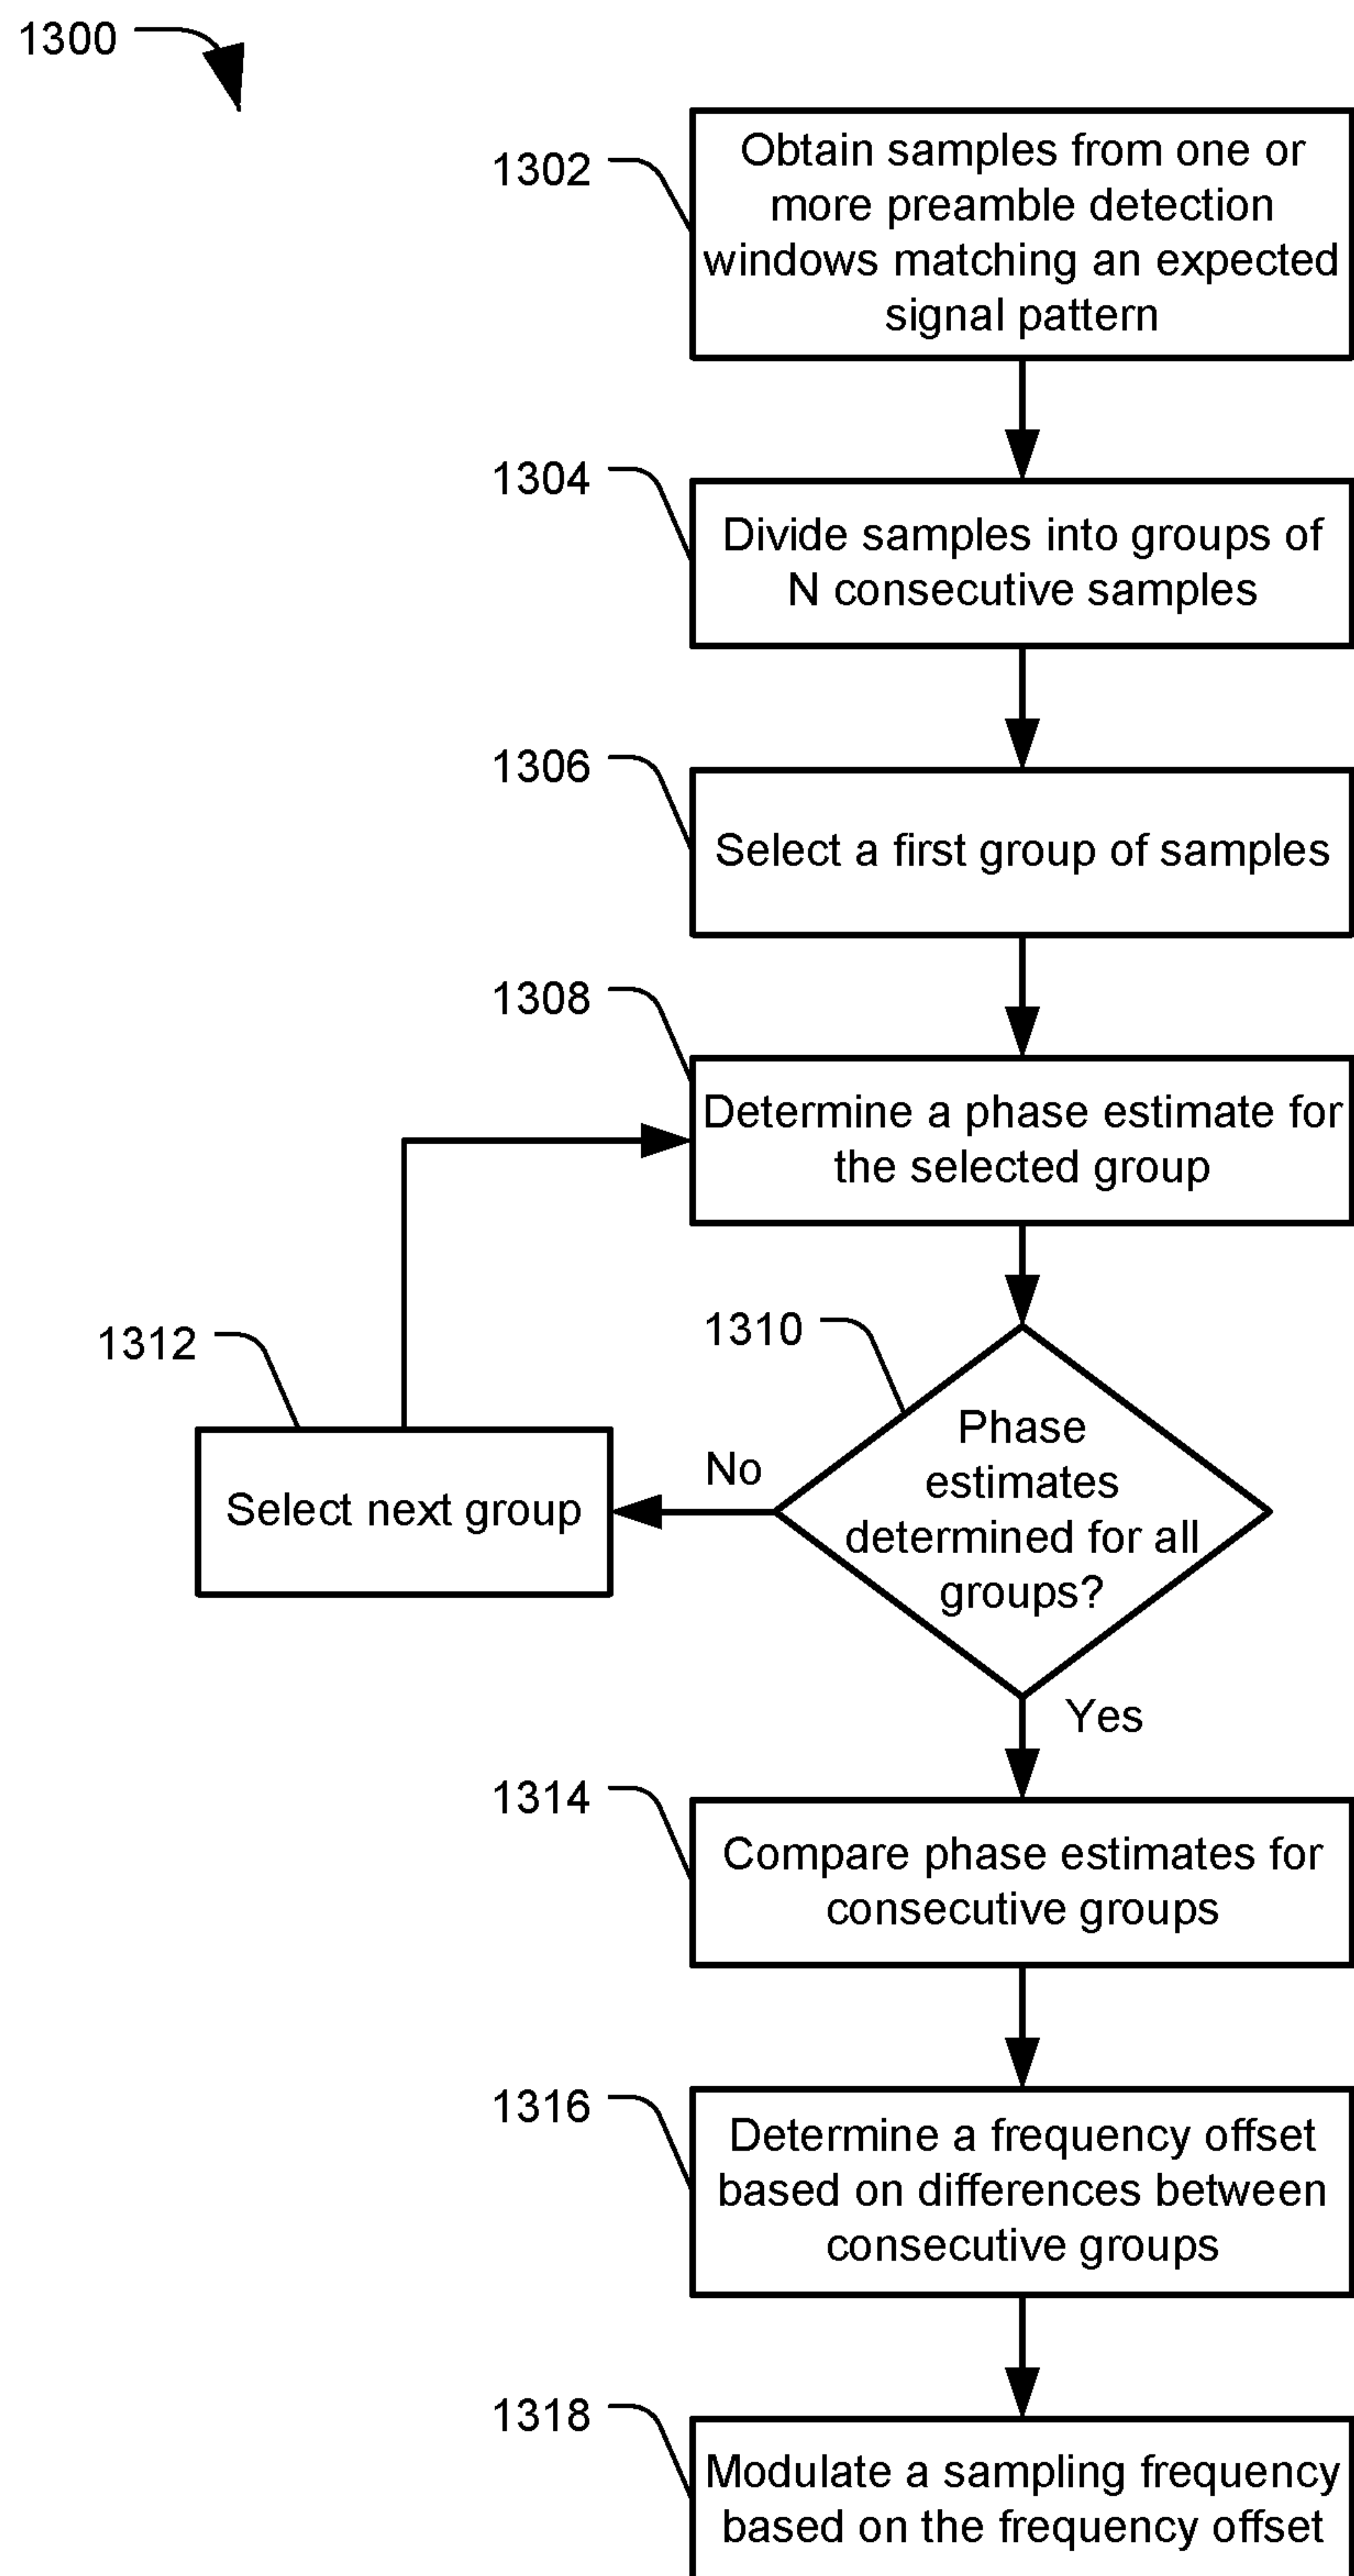 1300
1302
Obtain samples from one or
more preamble detection
windows matching an expected
signal pattern
1304
Divide samples into groups of
N consecutive samples
1306
Select a first group of samples
1308
Determine a phase estimate for
the selected group
1310
Phase
estimates
determined for all
groups?
No
1312
Select next group
Yes
1314
Compare phase estimates for
consecutive groups
1316
Determine a frequency offset
based on differences between
consecutive groups
1318
Modulate a sampling frequency
based on the frequency offset